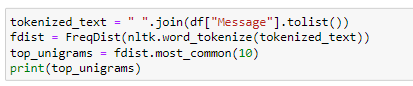 tokenized_text = " ".join(df["Message"].tolist())
fdist = FreqDist(nltk.word_tokenize(tokenized_text))
top_unigrams = fdist.most_common(10)
print(top_unigrams)